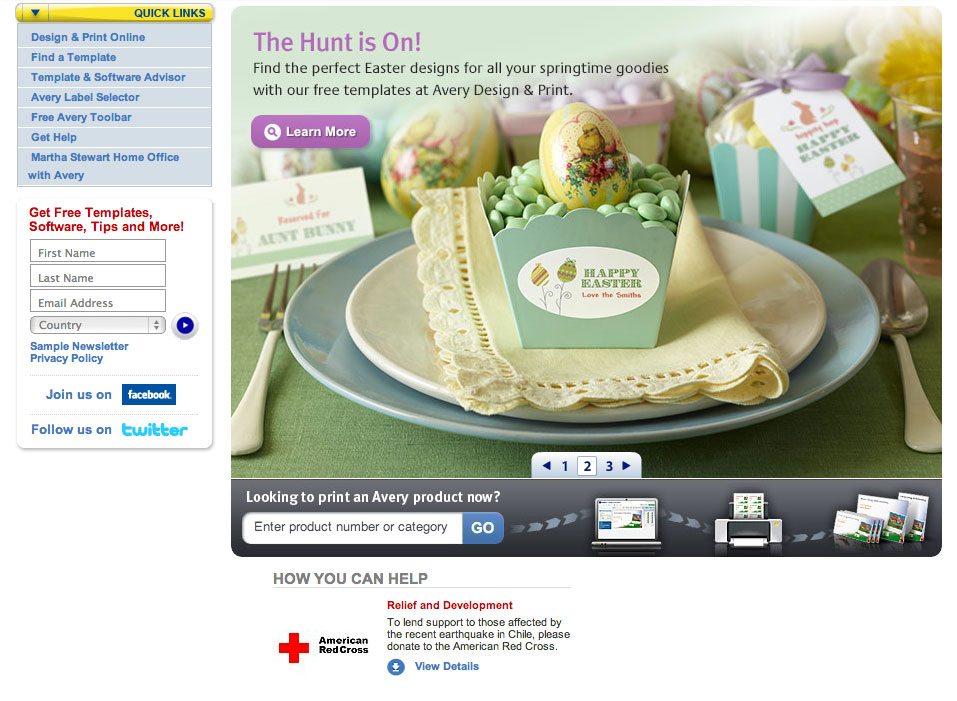 QUICK LINKS
Design & Print Online
Find a Template
Template & Software Advisor
Avery Label Selector
Free Avery Toolbar
Get Help
Martha Stewart Home Office
with Avery
Get Free Templates,
Software, Tips and More!
First Name
Last Name
Email Address
Country
Sample Newsletter
Privacy Policy
Join us on facebook
Follow us on twitter
The Hunt is On!
Find the perfect Easter designs for all your springtime goodies
with our free templates at Avery Design & Print.
Learn More
Reserved for
AUNT BUNNY
hippity hop
HAPPY
EASTER
HAPPY
EASTER
Love the Smiths
1 2 3
Looking to print an Avery product now?
Enter product number or category GO
HOW YOU CAN HELP
American
Red Cross
Relief and Development
To lend support to those affected by
the recent earthquake in Chile, please
donate to the American Red Cross.
View Details